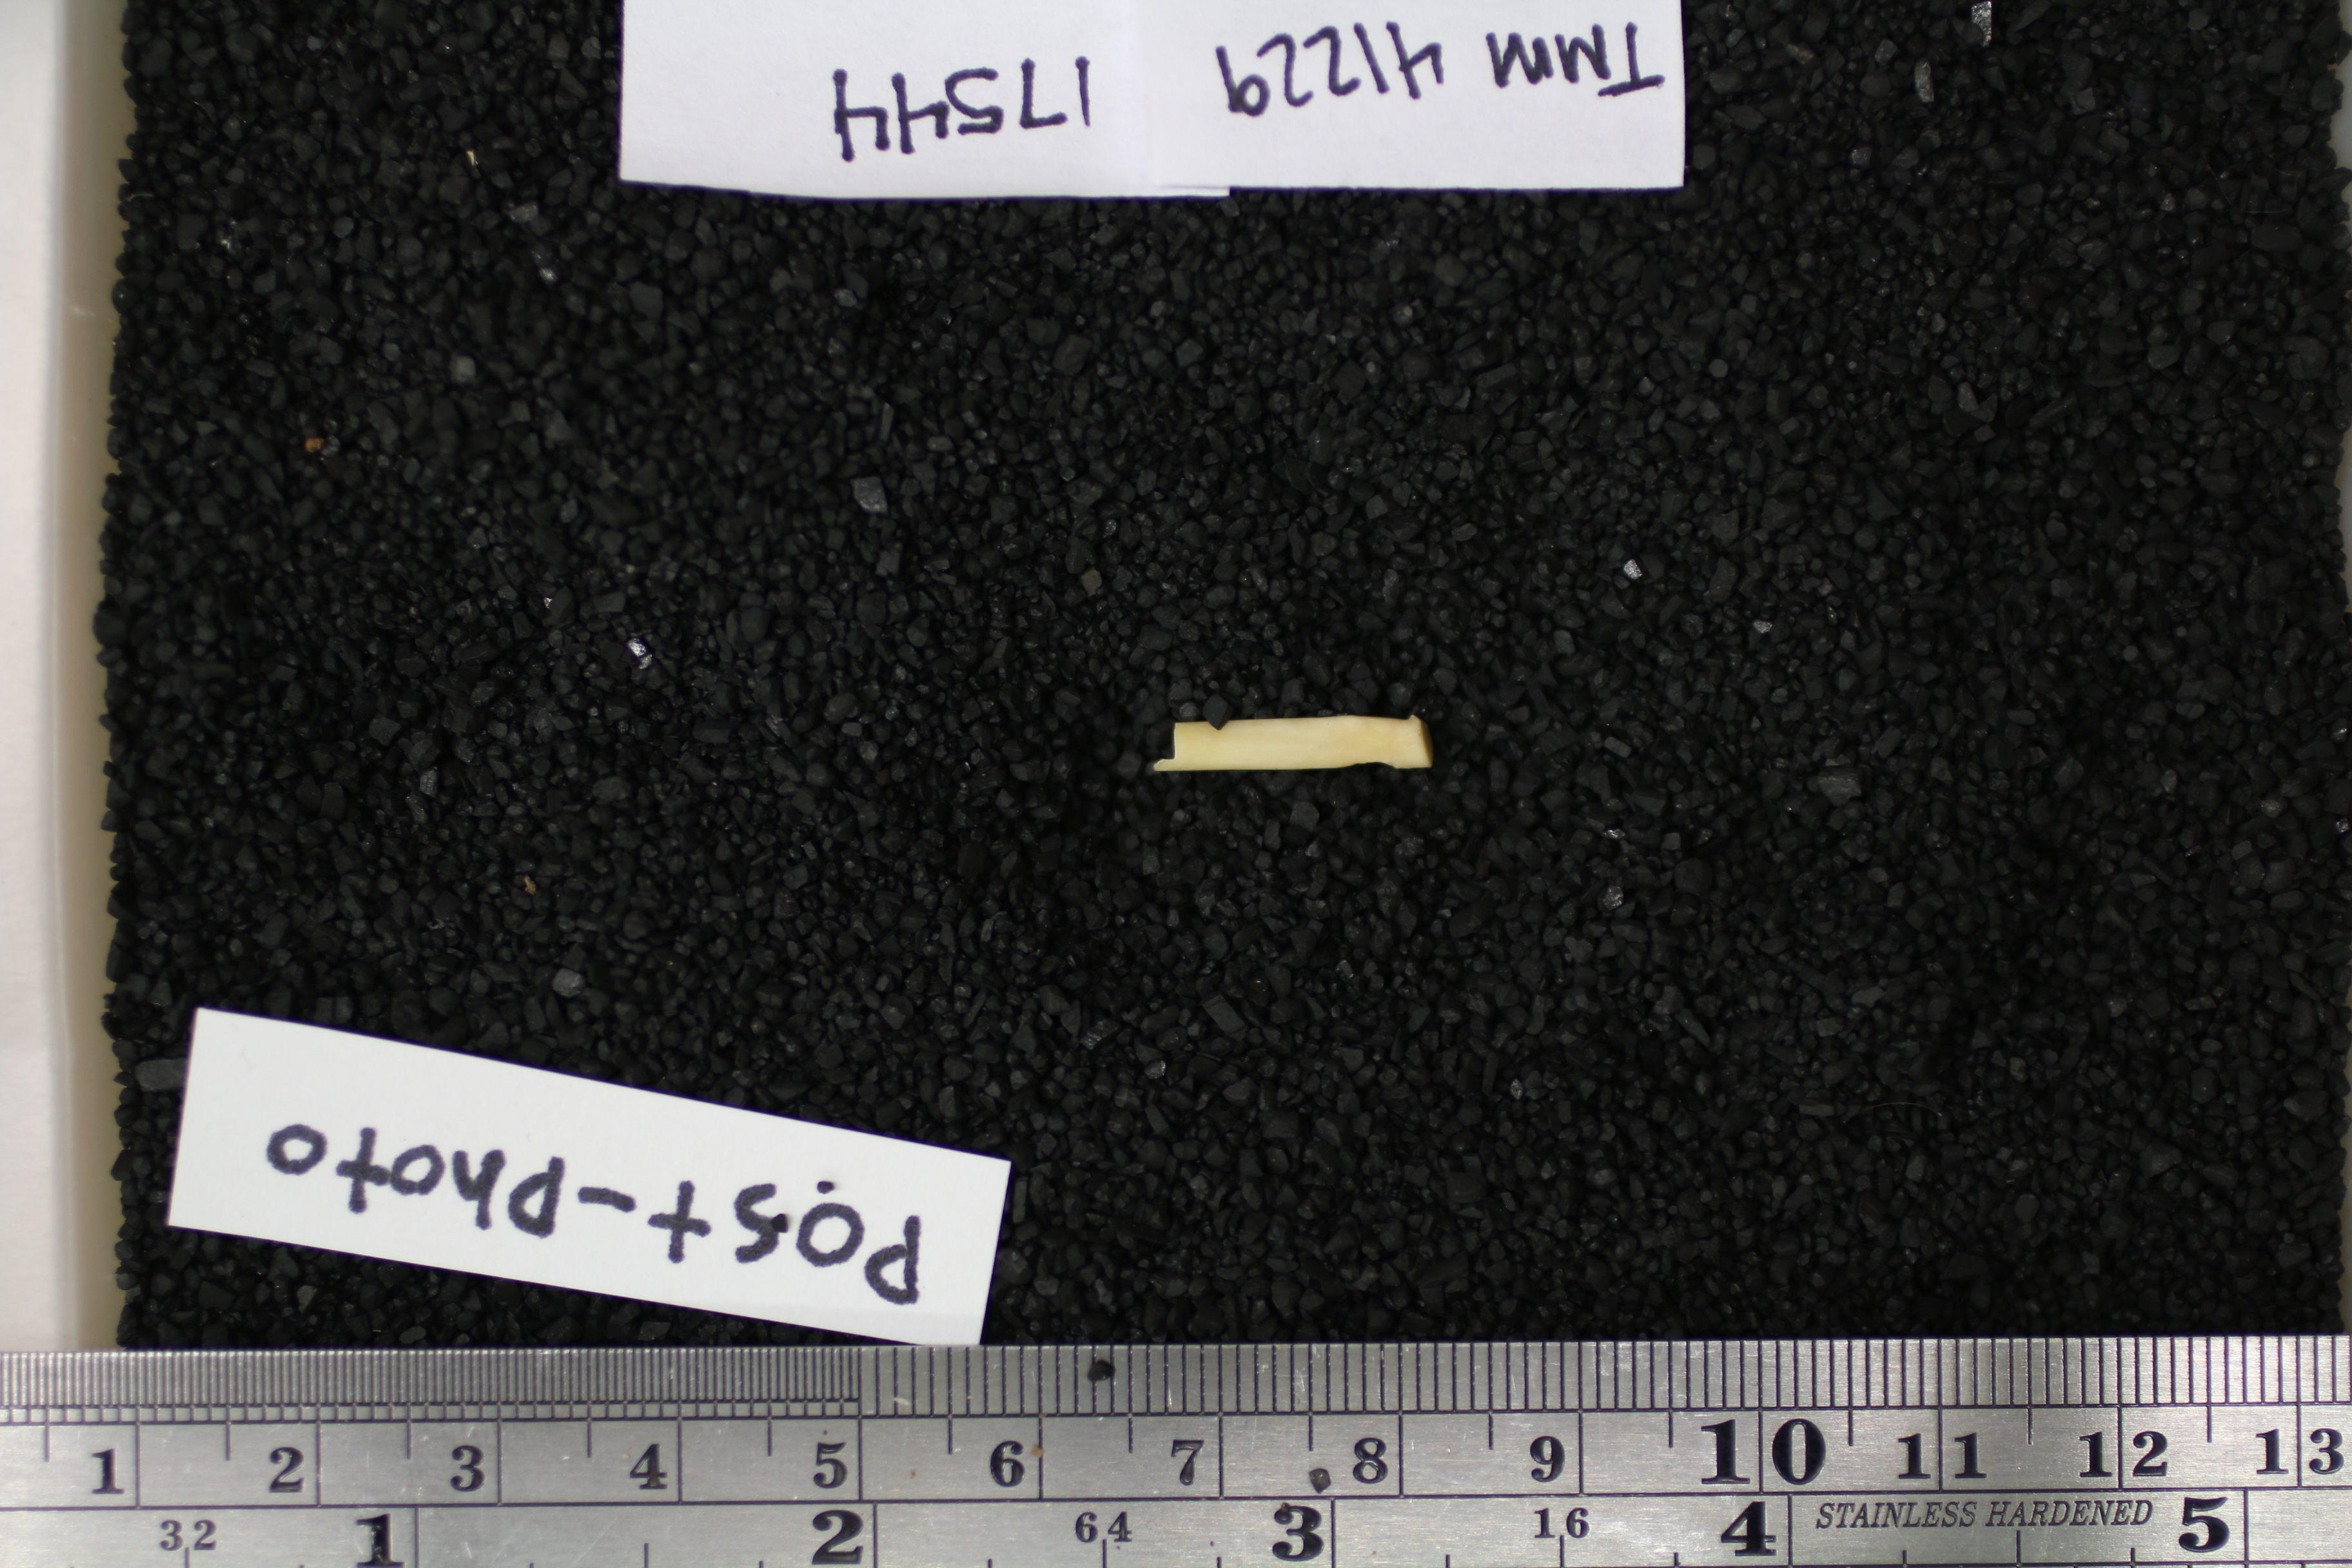 TMM 41229 17544
Post-Photo
1 2 3 4 5 6 7 8 9 10 11 12 13
1 2 3 4 5
32 64 16
STAINLESS HARDENED